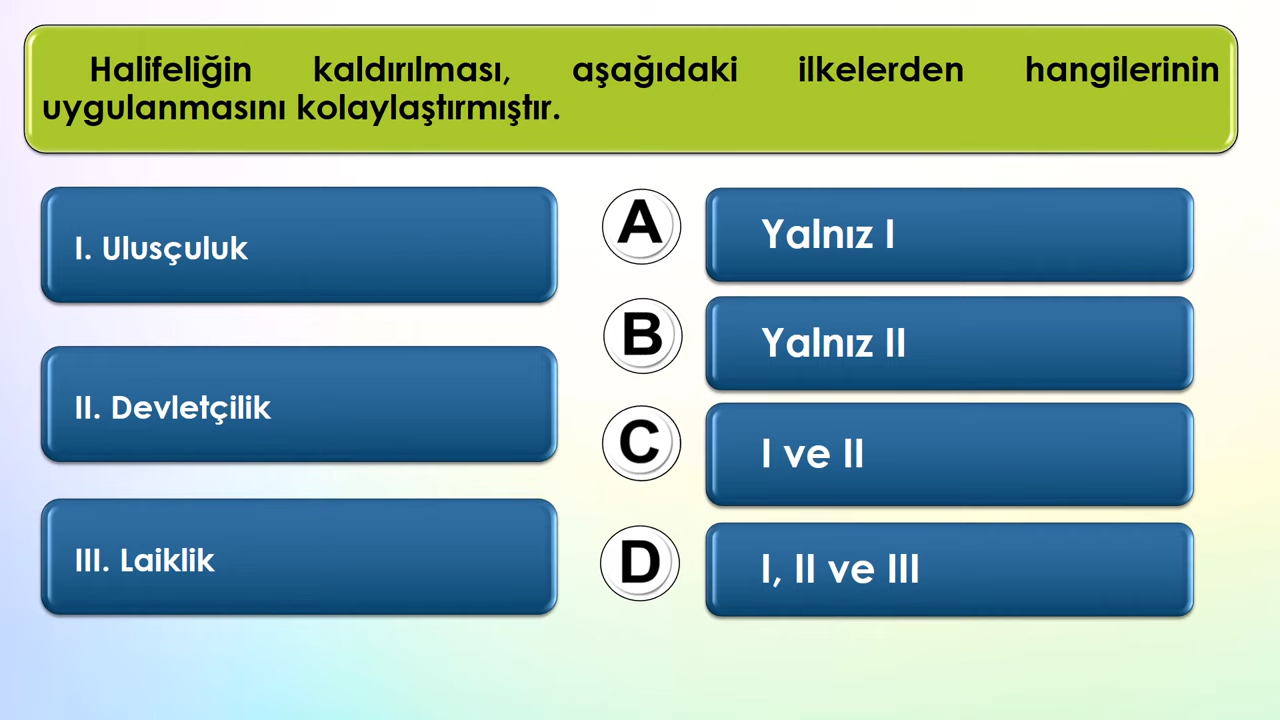 Halifeliğin kaldırılması, aşağıdaki ilkelerden hangilerinin
uygulanmasını kolaylaştırmıştır.
I. Ulusçuluk
II. Devletçilik
III. Laiklik
A Yalnız I
B Yalnız II
C I ve II
D I, II ve III